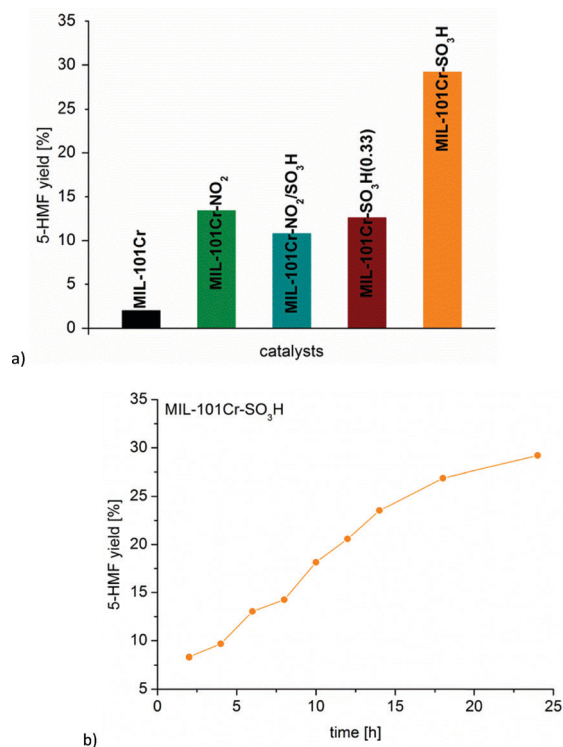 35
30
25
20
15
10
5
0
5-HMF yield [%]
MIL-101Cr
MIL-101Cr-NO₂
MIL-101Cr-NO₂/SO₃H
MIL-101Cr-SO₃H(0.33)
MIL-101Cr-SO₃H
catalysts
a)
MIL-101Cr-SO₃H
35
30
25
20
15
10
5
5-HMF yield [%]
0 5 10 15 20 25
time [h]
b)